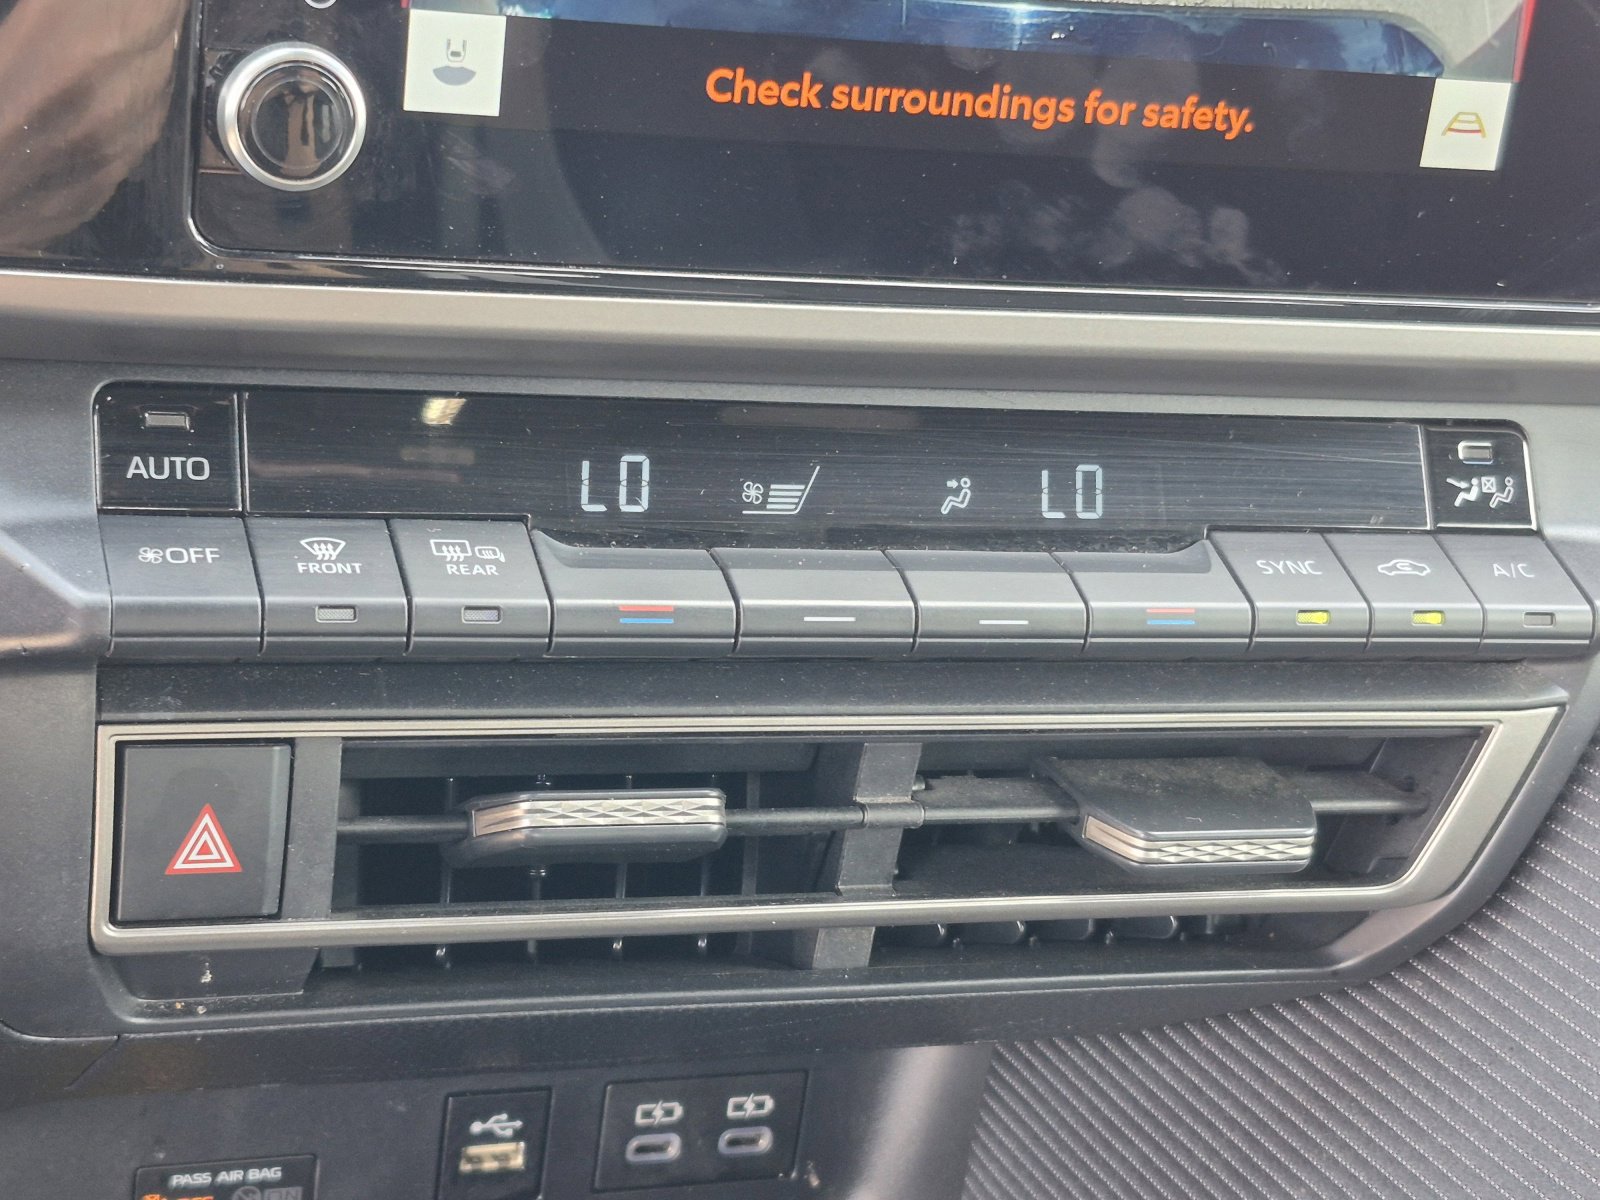 Check surroundings for safety.
AUTO
LO
LO
OFF
FRONT
REAR
SYNC
A/C
PASS AIR BAG